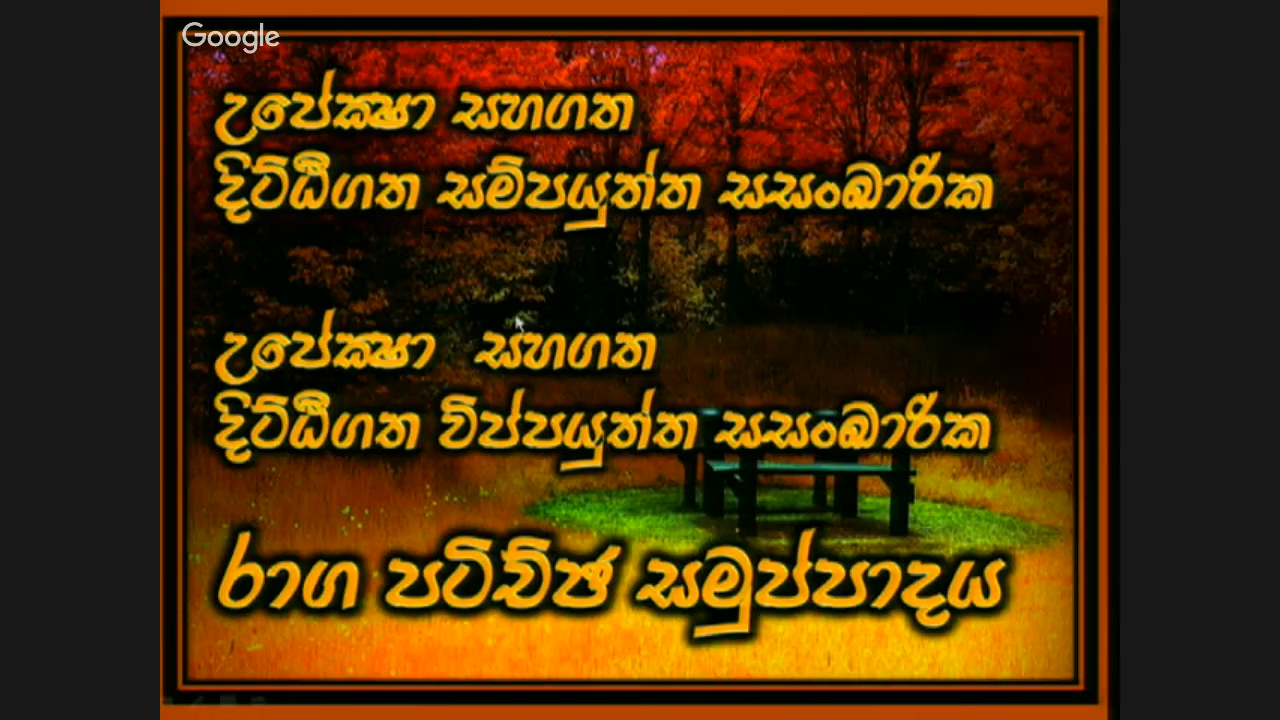 Google
උපේක්ෂා සහගත
දිට්ඨිගත සම්පයුත්ත සසංඛාරික
උපේක්ෂා සහගත
දිට්ඨිගත විප්පයුත්ත සසංඛාරික
රාග පටිච්ඡ සමුප්පාදය